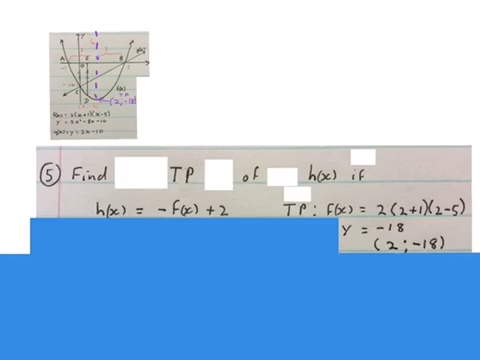 y
A
B
D
(2; -18)
f(x) = 2(x+1)(x-5)
y = 2x² - 8x - 10
g(x) = y = 2x - 10
⑤ Find TP of h(x) if
h(x) = -f(x) + 2 TP : f(x) = 2(2+1)(2-5)
y = -18
(2; -18)